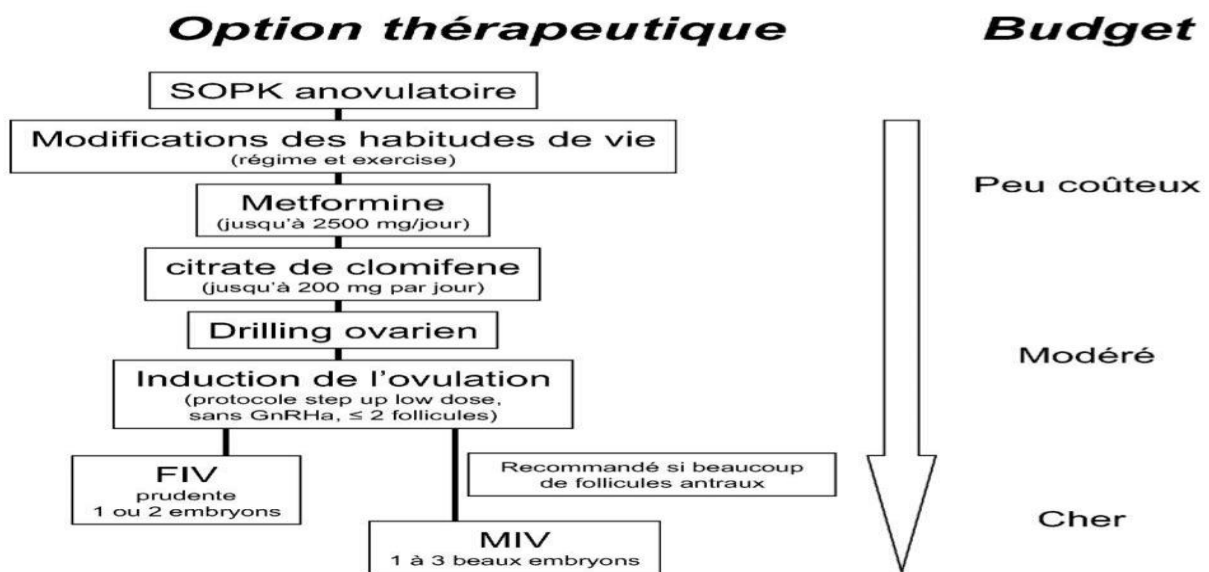 Option thérapeutique
Budget
SOPK anovulatoire
Modifications des habitudes de vie
(régime et exercise)
Metformine
(jusqu'à 2500 mg/jour)
citrate de clomifene
(jusqu'à 200 mg par jour)
Drilling ovarien
Induction de l'ovulation
(protocole step up low dose,
sans GnRHa, ≤ 2 follicules)
FIV
prudente
1 ou 2 embryons
Recommandé si beaucoup
de follicules antraux
MIV
1 à 3 beaux embryons
Peu coûteux
Modéré
Cher